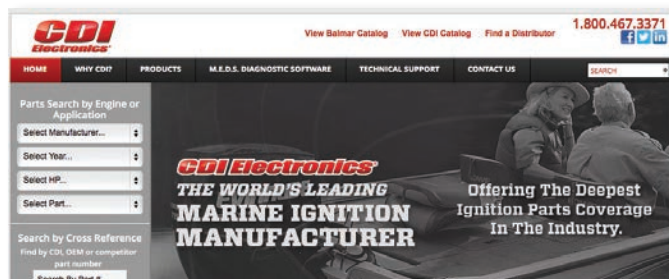 CDI
Electronics
View Balmar Catalog View CDI Catalog Find a Distributor
1.800.467.3371
HOME WHY CDI? PRODUCTS M.E.D.S. DIAGNOSTIC SOFTWARE TECHNICAL SUPPORT CONTACT US
SEARCH
Parts Search by Engine or
Application
Select Manufacturer...
Select Year...
Select HP...
Select Part...
Search by Cross Reference
Find by CDI, OEM or competitor
part number
Search By Part #
CDI Electronics
THE WORLD'S LEADING
MARINE IGNITION
MANUFACTURER
Offering The Deepest
Ignition Parts Coverage
In The Industry.